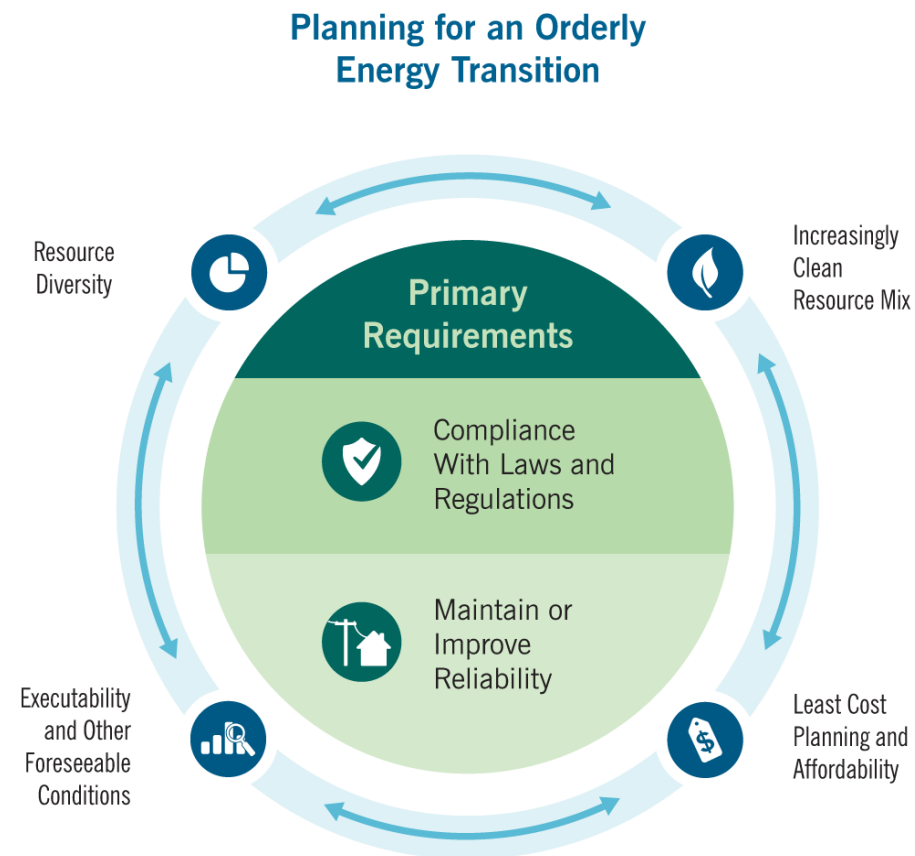 Planning for an Orderly
Energy Transition
Resource
Diversity
Increasingly
Clean
Resource Mix
Primary
Requirements
Compliance
With Laws and
Regulations
Maintain or
Improve
Reliability
Executability
and Other
Foreseeable
Conditions
Least Cost
Planning and
Affordability
$